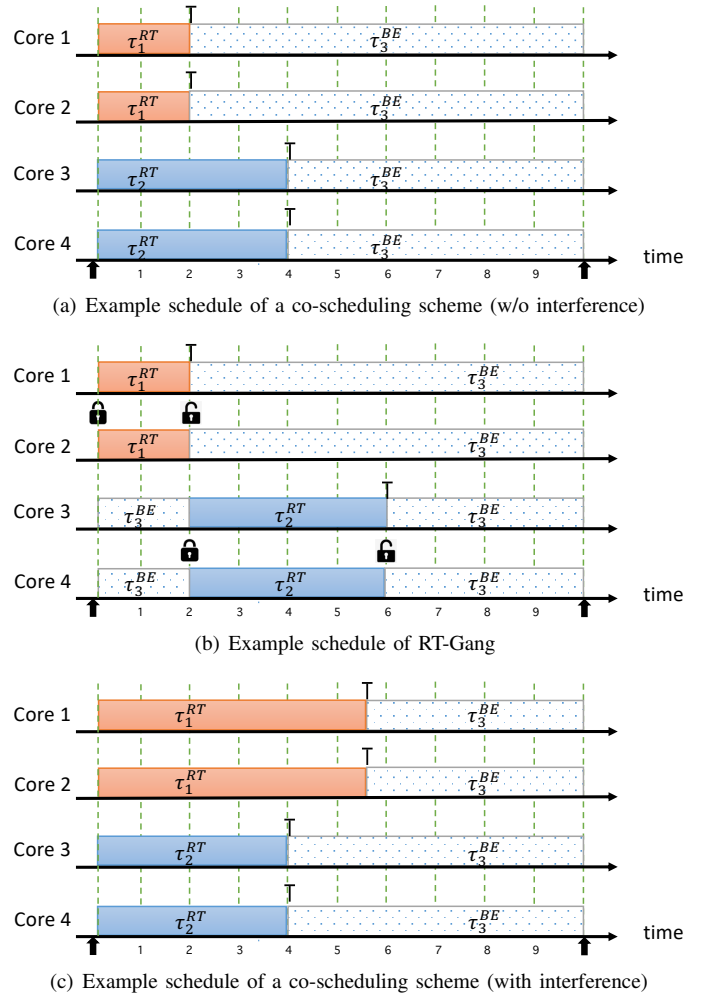 Core 1 τ₁ᴿᵀ τ₃ᴮᴱ
Core 2 τ₁ᴿᵀ τ₃ᴮᴱ
Core 3 τ₂ᴿᵀ τ₃ᴮᴱ
Core 4 τ₂ᴿᵀ τ₃ᴮᴱ time
1 2 3 4 5 6 7 8 9
(a) Example schedule of a co-scheduling scheme (w/o interference)
Core 1 τ₁ᴿᵀ τ₃ᴮᴱ
Core 2 τ₁ᴿᵀ τ₃ᴮᴱ
Core 3 τ₃ᴮᴱ τ₂ᴿᵀ τ₃ᴮᴱ
Core 4 τ₃ᴮᴱ τ₂ᴿᵀ τ₃ᴮᴱ time
1 2 3 4 5 6 7 8 9
(b) Example schedule of RT-Gang
Core 1 τ₁ᴿᵀ τ₃ᴮᴱ
Core 2 τ₁ᴿᵀ τ₃ᴮᴱ
Core 3 τ₂ᴿᵀ τ₃ᴮᴱ
Core 4 τ₂ᴿᵀ τ₃ᴮᴱ time
1 2 3 4 5 6 7 8 9
(c) Example schedule of a co-scheduling scheme (with interference)